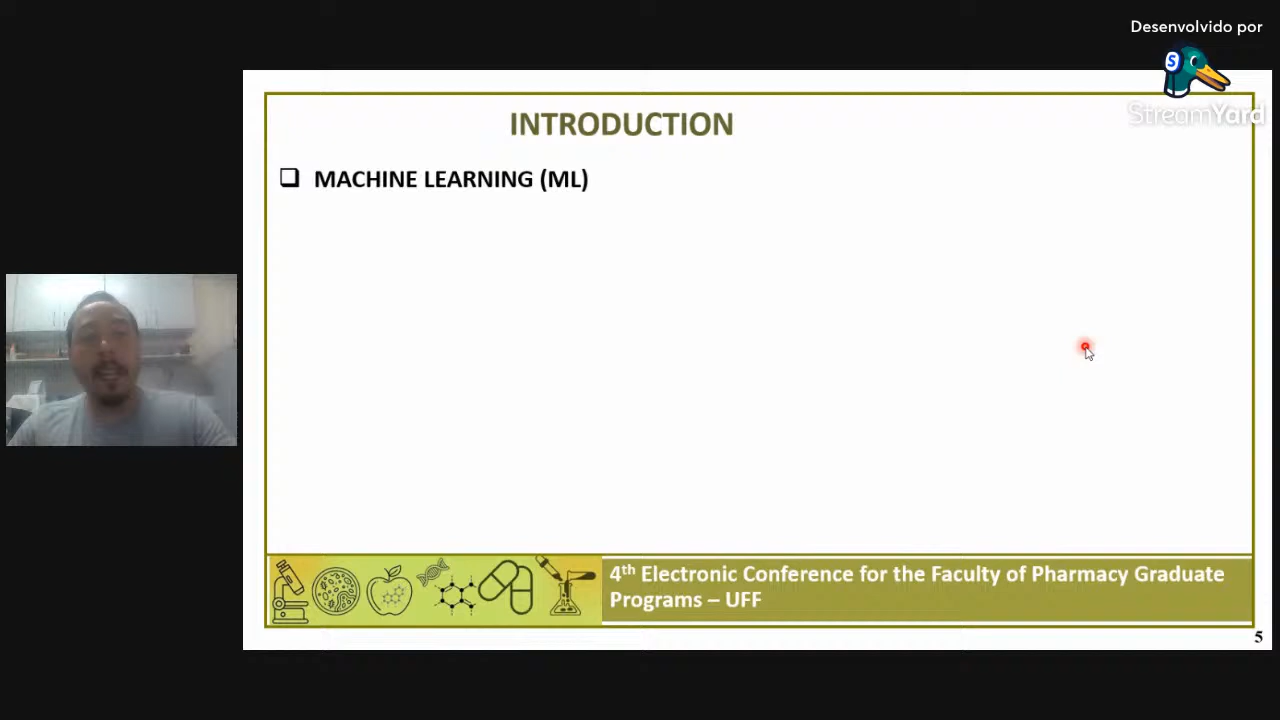 Desenvolvido por
S
StreamYard
INTRODUCTION
MACHINE LEARNING (ML)
4th Electronic Conference for the Faculty of Pharmacy Graduate
Programs – UFF
5